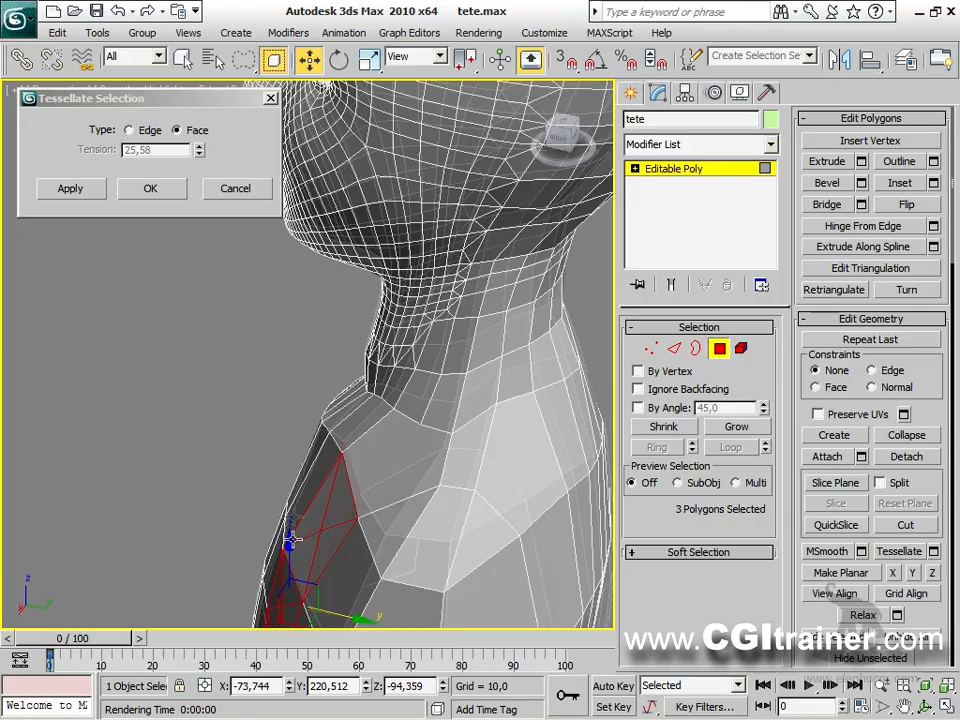 Autodesk 3ds Max 2010 x64 tete.max
Type a keyword or phrase
Edit Tools Group Views Create Modifiers Animation Graph Editors Rendering Customize MAXScript Help
All View Create Selection Se
Tessellate Selection
Type: Edge Face
Tension: 25,58
Apply OK Cancel
z
y
x
y
tete
Modifier List
Editable Poly
Selection
By Vertex
Ignore Backfacing
By Angle: 45,0
Shrink Grow
Ring Loop
Preview Selection
Off SubObj Multi
3 Polygons Selected
Soft Selection
Edit Polygons
Insert Vertex
Extrude Outline
Bevel Inset
Bridge Flip
Hinge From Edge
Extrude Along Spline
Edit Triangulation
Retriangulate Turn
Edit Geometry
Repeat Last
Constraints
None Edge
Face Normal
Preserve UVs
Create Collapse
Attach Detach
Slice Plane Split
Slice Reset Plane
QuickSlice Cut
MSmooth Tessellate
Make Planar X Y Z
View Align Grid Align
Relax
Hide Unselected
www.CGItrainer.com
0 / 100
0 10 20 30 40 50 60 70 80 90 100
1 Object Sele X: -73,744 Y: 220,512 Z: -94,359 Grid = 10,0 Auto Key Selected
Welcome to M Rendering Time 0:00:00 Add Time Tag Set Key Key Filters... 0